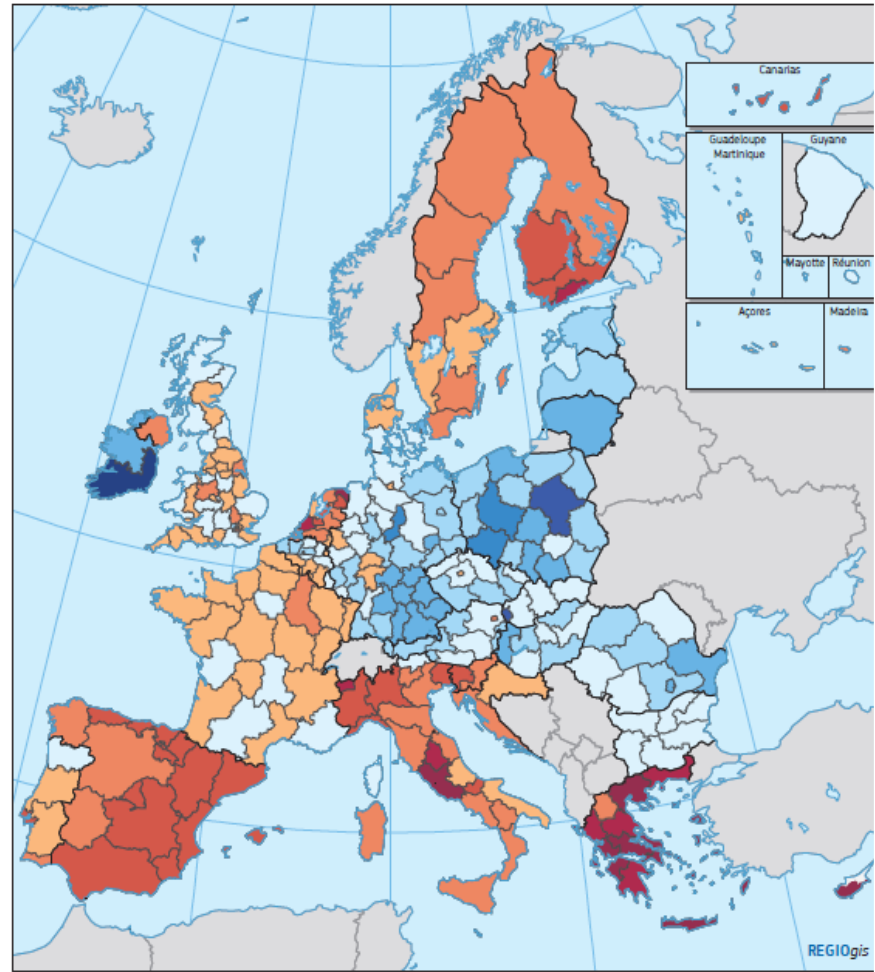 Canarias
Guadeloupe
Martinique
Guyane
Mayotte
Réunion
Açores
Madeira
REGIOgis